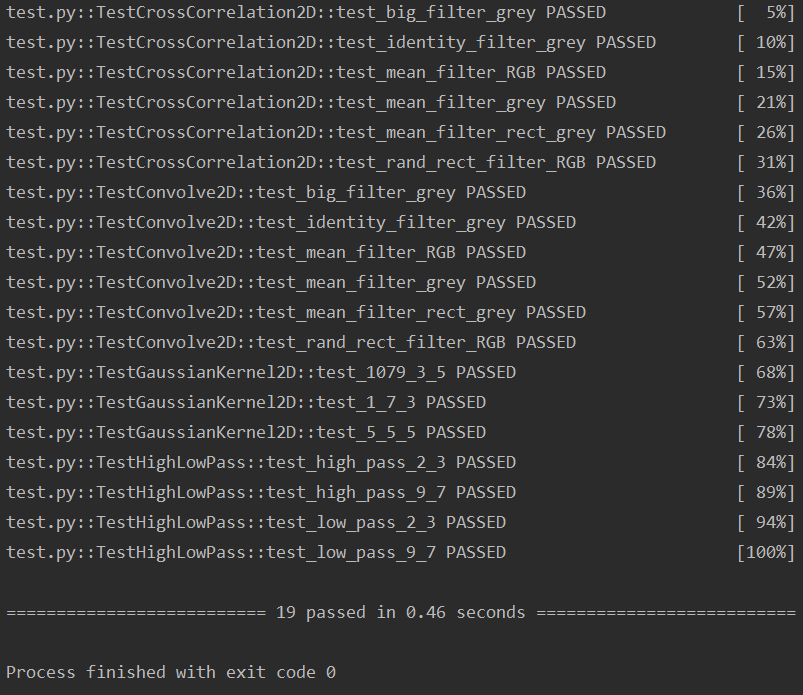 test.py::TestCrossCorrelation2D::test_big_filter_grey PASSED [  5%]
test.py::TestCrossCorrelation2D::test_identity_filter_grey PASSED [ 10%]
test.py::TestCrossCorrelation2D::test_mean_filter_RGB PASSED [ 15%]
test.py::TestCrossCorrelation2D::test_mean_filter_grey PASSED [ 21%]
test.py::TestCrossCorrelation2D::test_mean_filter_rect_grey PASSED [ 26%]
test.py::TestCrossCorrelation2D::test_rand_rect_filter_RGB PASSED [ 31%]
test.py::TestConvolve2D::test_big_filter_grey PASSED [ 36%]
test.py::TestConvolve2D::test_identity_filter_grey PASSED [ 42%]
test.py::TestConvolve2D::test_mean_filter_RGB PASSED [ 47%]
test.py::TestConvolve2D::test_mean_filter_grey PASSED [ 52%]
test.py::TestConvolve2D::test_mean_filter_rect_grey PASSED [ 57%]
test.py::TestConvolve2D::test_rand_rect_filter_RGB PASSED [ 63%]
test.py::TestGaussianKernel2D::test_1079_3_5 PASSED [ 68%]
test.py::TestGaussianKernel2D::test_1_7_3 PASSED [ 73%]
test.py::TestGaussianKernel2D::test_5_5_5 PASSED [ 78%]
test.py::TestHighLowPass::test_high_pass_2_3 PASSED [ 84%]
test.py::TestHighLowPass::test_high_pass_9_7 PASSED [ 89%]
test.py::TestHighLowPass::test_low_pass_2_3 PASSED [ 94%]
test.py::TestHighLowPass::test_low_pass_9_7 PASSED [100%]
========================== 19 passed in 0.46 seconds ==========================
Process finished with exit code 0